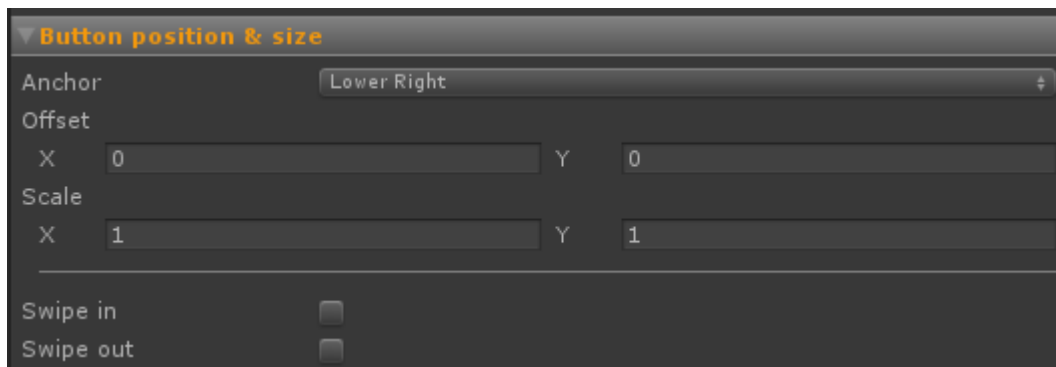 Button position & size
Anchor Lower Right
Offset
X 0 Y 0
Scale
X 1 Y 1
Swipe in
Swipe out